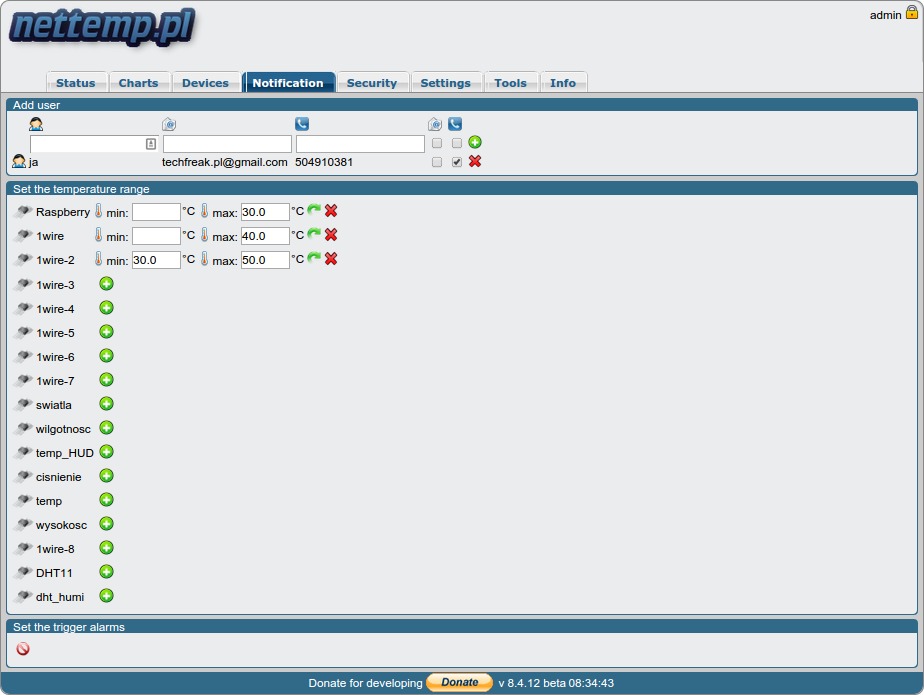 nettemp.pl
admin
Status Charts Devices Notification Security Settings Tools Info
Add user
ja techfreak.pl@gmail.com 504910381
Set the temperature range
Raspberry min: °C max: 30.0 °C
1wire min: °C max: 40.0 °C
1wire-2 min: 30.0 °C max: 50.0 °C
1wire-3
1wire-4
1wire-5
1wire-6
1wire-7
swiatla
wilgotnosc
temp_HUD
cisnienie
temp
wysokosc
1wire-8
DHT11
dht_humi
Set the trigger alarms
Donate for developing Donate v 8.4.12 beta 08:34:43